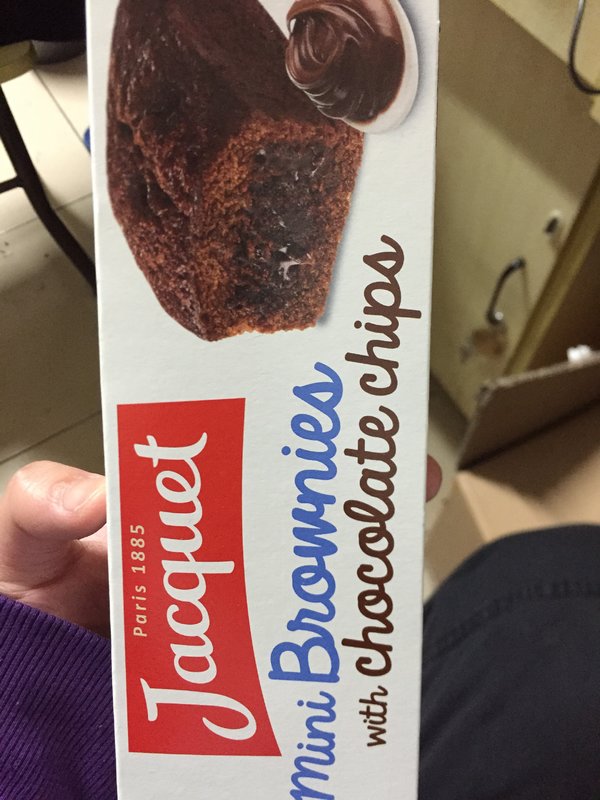 Paris 1885
Jacquet
mini Brownies
with chocolate chips